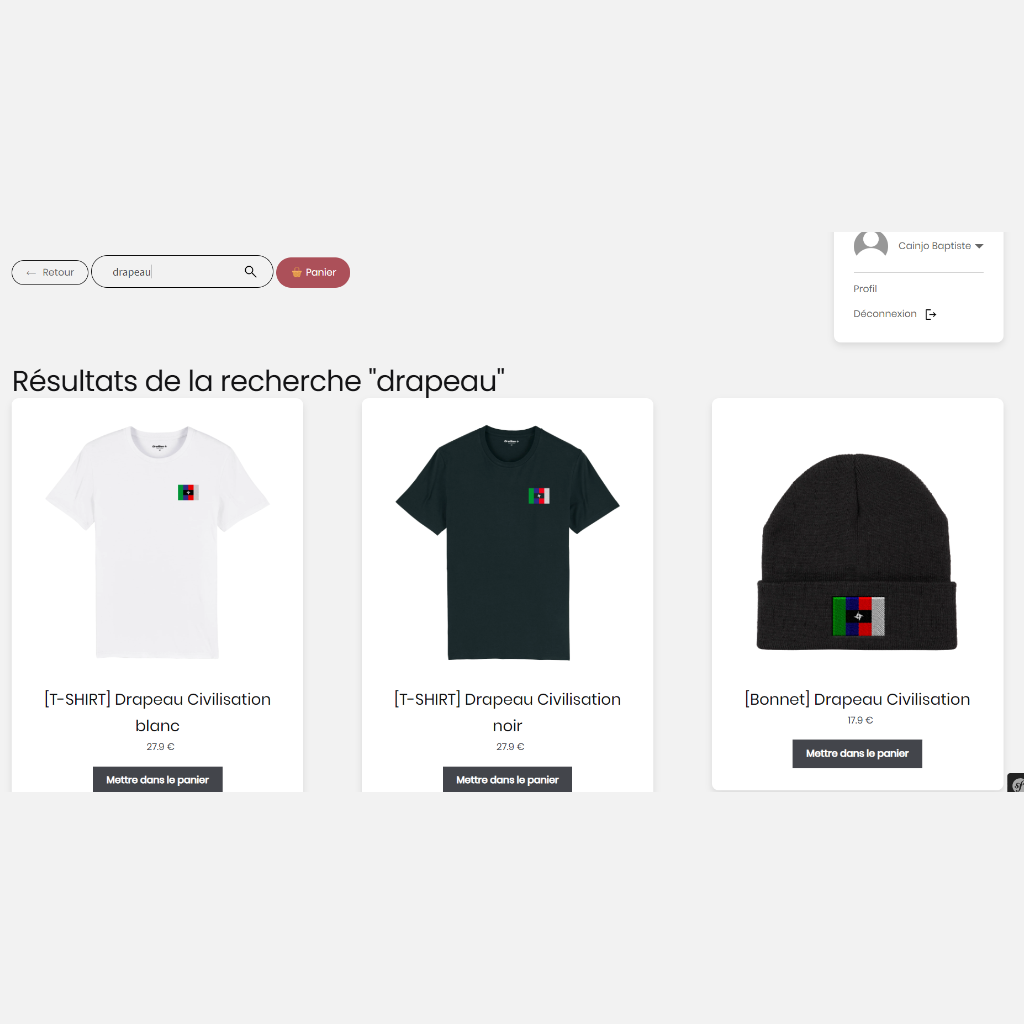 Cainjo Baptiste
← Retour
drapeau
Panier
Profil
Déconnexion
Résultats de la recherche "drapeau"
[T-SHIRT] Drapeau Civilisation
blanc
27.9 €
Mettre dans le panier
[T-SHIRT] Drapeau Civilisation
noir
27.9 €
Mettre dans le panier
[Bonnet] Drapeau Civilisation
17.9 €
Mettre dans le panier
sf